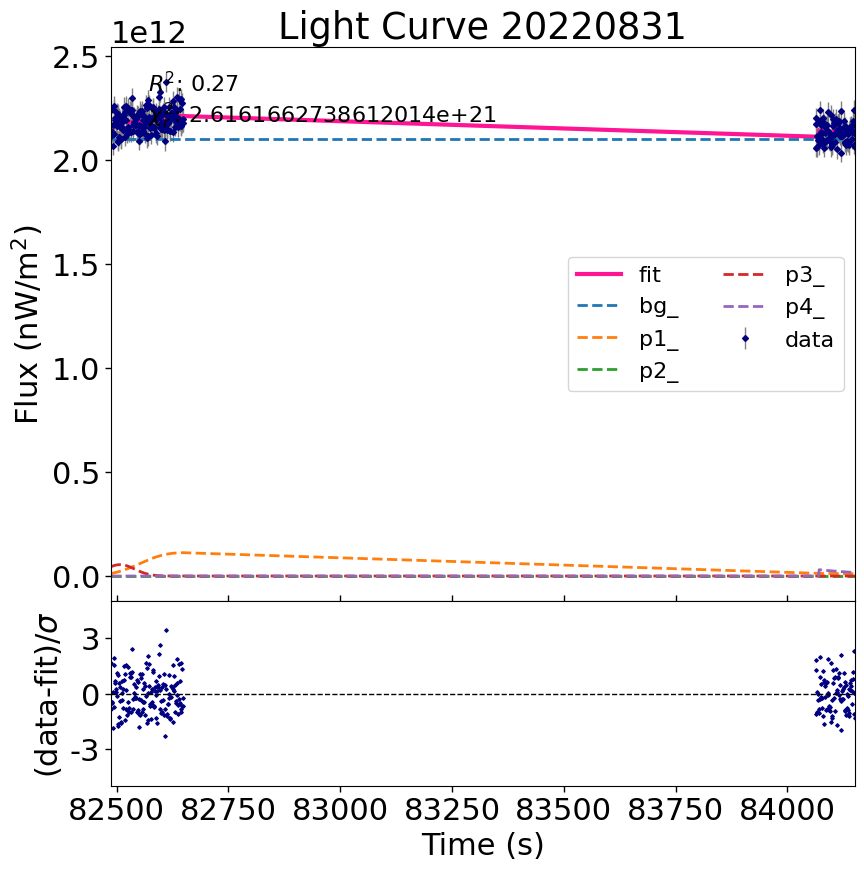 Light Curve 20220831
1e12
R²: 0.27
2.6161662738612014e+21
2.5
2.0
1.5
1.0
0.5
0.0
Flux (nW/m²)
fit
bg_
p1_
p2_
p3_
p4_
data
3
0
-3
(data-fit)/σ
82500 82750 83000 83250 83500 83750 84000
Time (s)